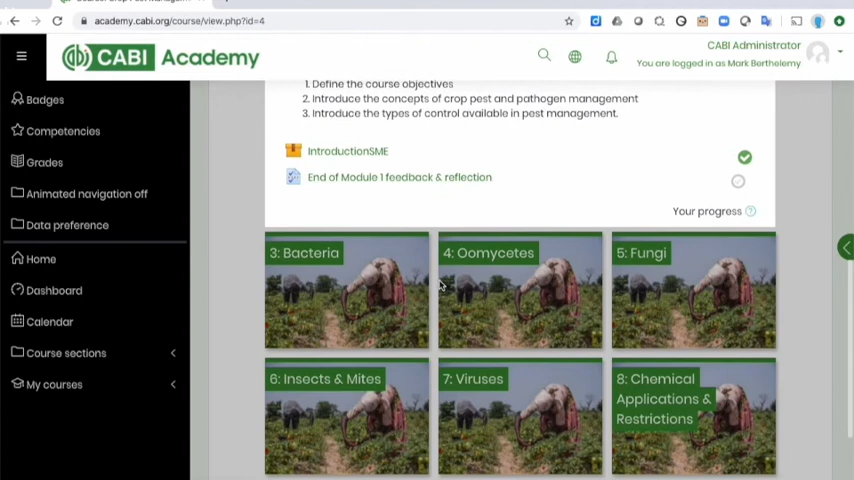 academy.cabi.org/course/view.php?id=4
CABI Academy
CABI Administrator
You are logged in as Mark Berthelemy
Badges
Competencies
Grades
Animated navigation off
Data preference
Home
Dashboard
Calendar
Course sections
My courses
1. Define the course objectives
2. Introduce the concepts of crop pest and pathogen management
3. Introduce the types of control available in pest management.
IntroductionSME
End of Module 1 feedback & reflection
Your progress
3: Bacteria
4: Oomycetes
5: Fungi
6: Insects & Mites
7: Viruses
8: Chemical
Applications &
Restrictions